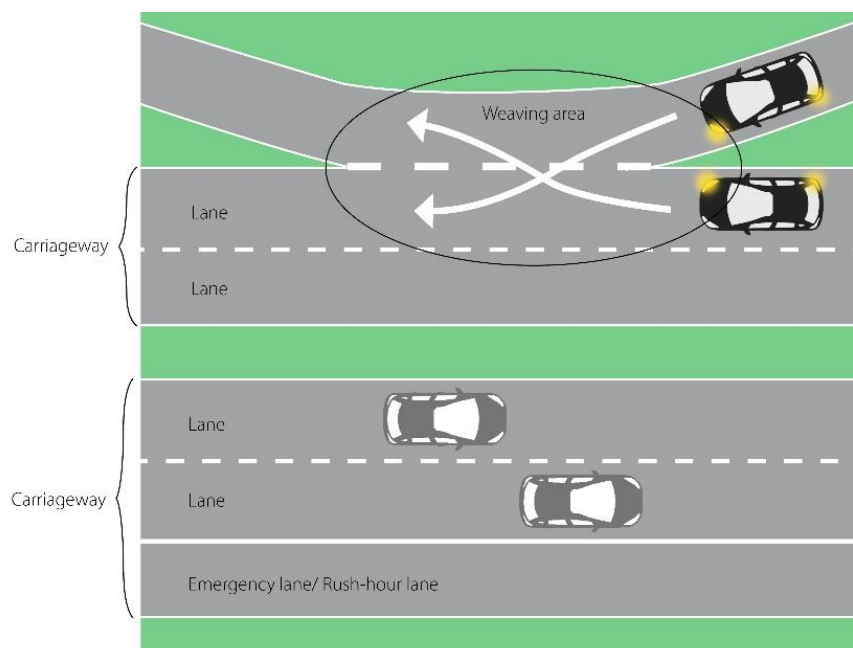 Weaving area
Lane
Carriageway
Lane
Lane
Carriageway
Lane
Emergency lane/ Rush-hour lane